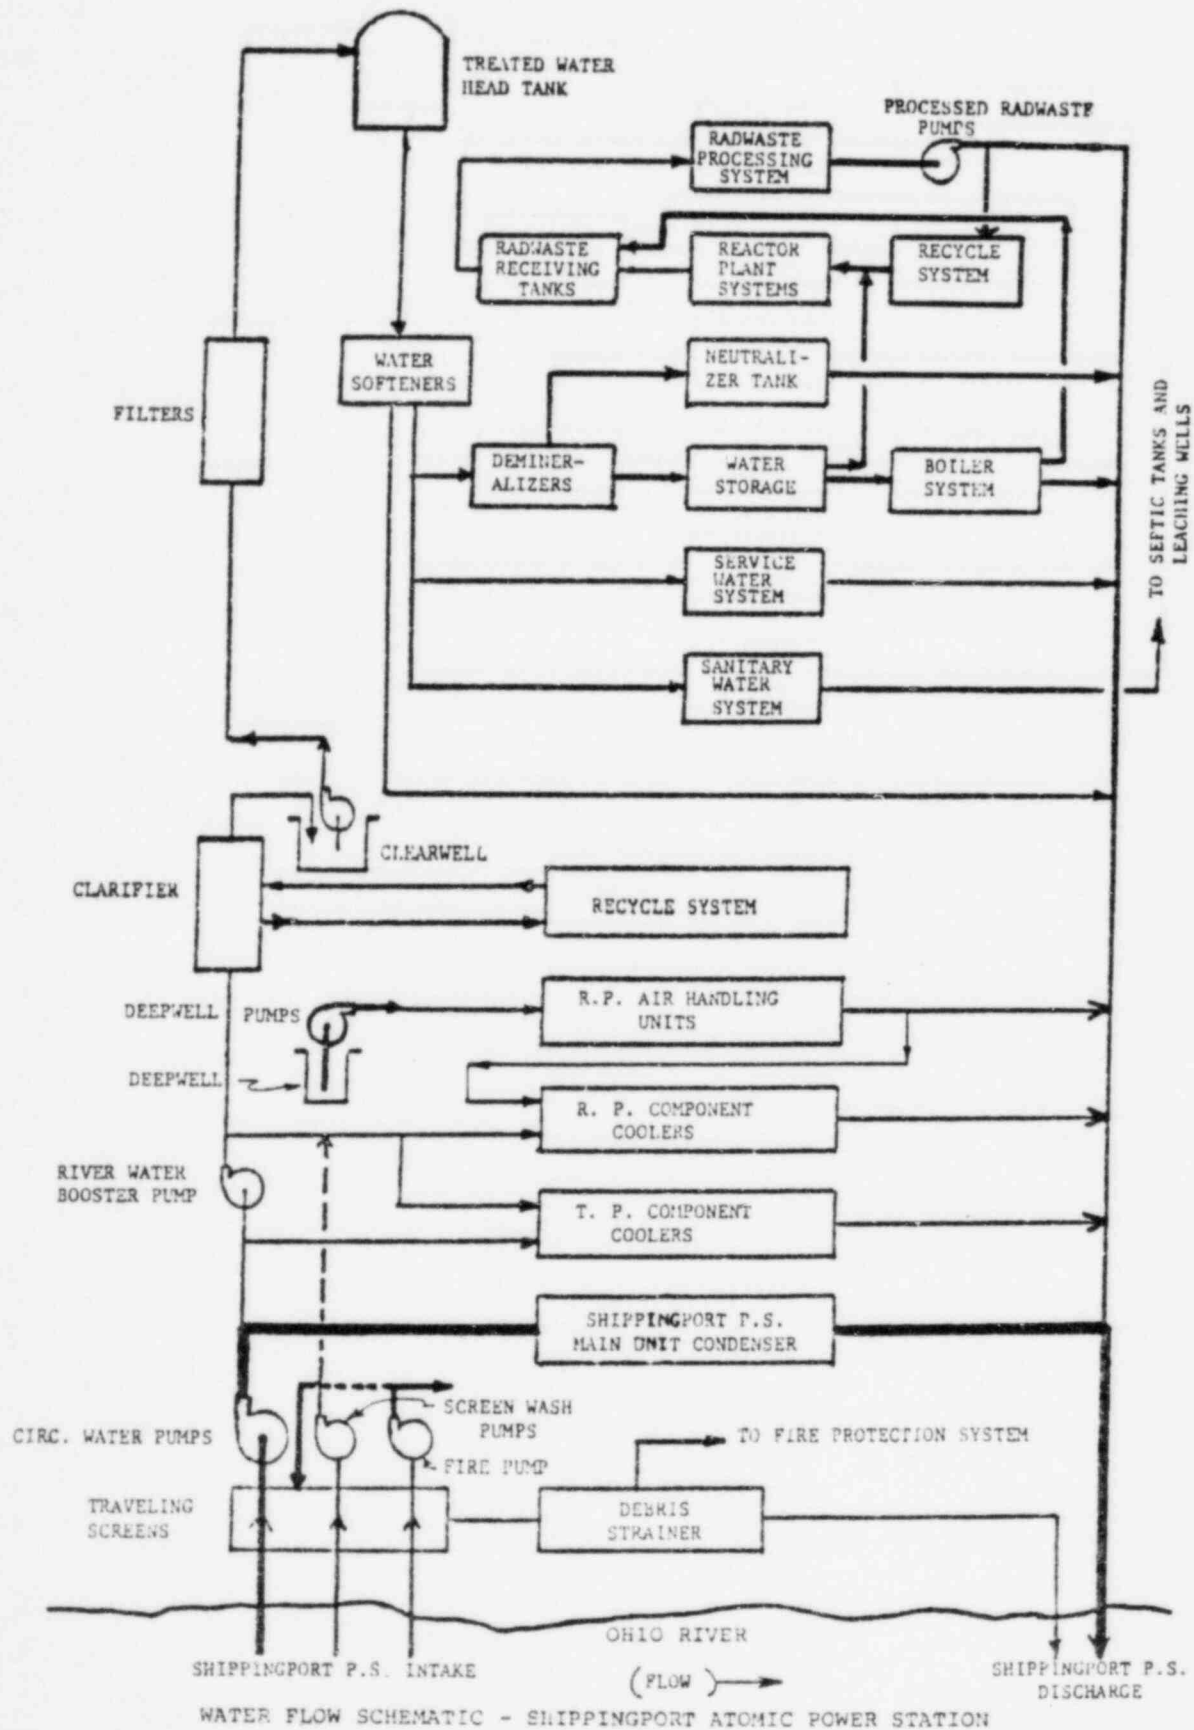 TREATED WATER
HEAD TANK
PROCESSED RADWASTE
PUMPS
RADWASTE
PROCESSING
SYSTEM
RADWASTE
RECEIVING
TANKS
REACTOR
PLANT
SYSTEMS
RECYCLE
SYSTEM
WATER
SOFTENERS
NEUTRALI-
ZER TANK
FILTERS
DEMINER-
ALIZERS
WATER
STORAGE
BOILER
SYSTEM
TO SEPTIC TANKS AND
LEACHING WELLS
SERVICE
WATER
SYSTEM
SANITARY
WATER
SYSTEM
CLEARWELL
CLARIFIER
RECYCLE SYSTEM
DEEPWELL PUMPS
R.P. AIR HANDLING
UNITS
DEEPWELL
R. P. COMPONENT
COOLERS
RIVER WATER
BOOSTER PUMP
T. P. COMPONENT
COOLERS
SHIPPINGPORT P.S.
MAIN UNIT CONDENSER
SCREEN WASH
PUMPS
CIRC. WATER PUMPS
TO FIRE PROTECTION SYSTEM
FIRE PUMP
TRAVELING
SCREENS
DEBRIS
STRAINER
OHIO RIVER
SHIPPINGPORT P.S. INTAKE
(FLOW)
SHIPPINGPORT P.S.
DISCHARGE
WATER FLOW SCHEMATIC - SHIPPINGPORT ATOMIC POWER STATION